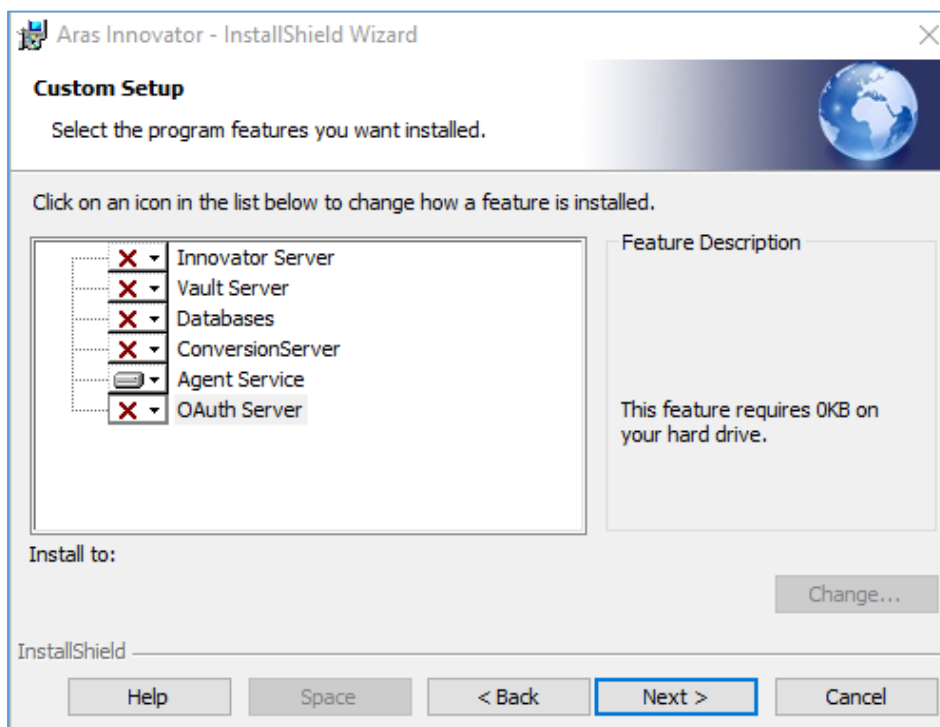 Aras Innovator - InstallShield Wizard
Custom Setup
Select the program features you want installed.
Click on an icon in the list below to change how a feature is installed.
Innovator Server
Vault Server
Databases
ConversionServer
Agent Service
OAuth Server
Feature Description
This feature requires 0KB on
your hard drive.
Install to:
Change...
InstallShield
Help
Space
< Back
Next >
Cancel